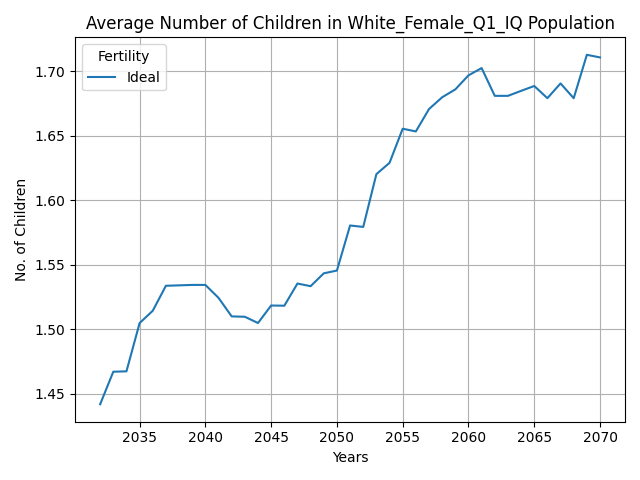 Average Number of Children in White_Female_Q1_IQ Population
Fertility
Ideal
No. of Children
1.70
1.65
1.60
1.55
1.50
1.45
2035 2040 2045 2050 2055 2060 2065 2070
Years